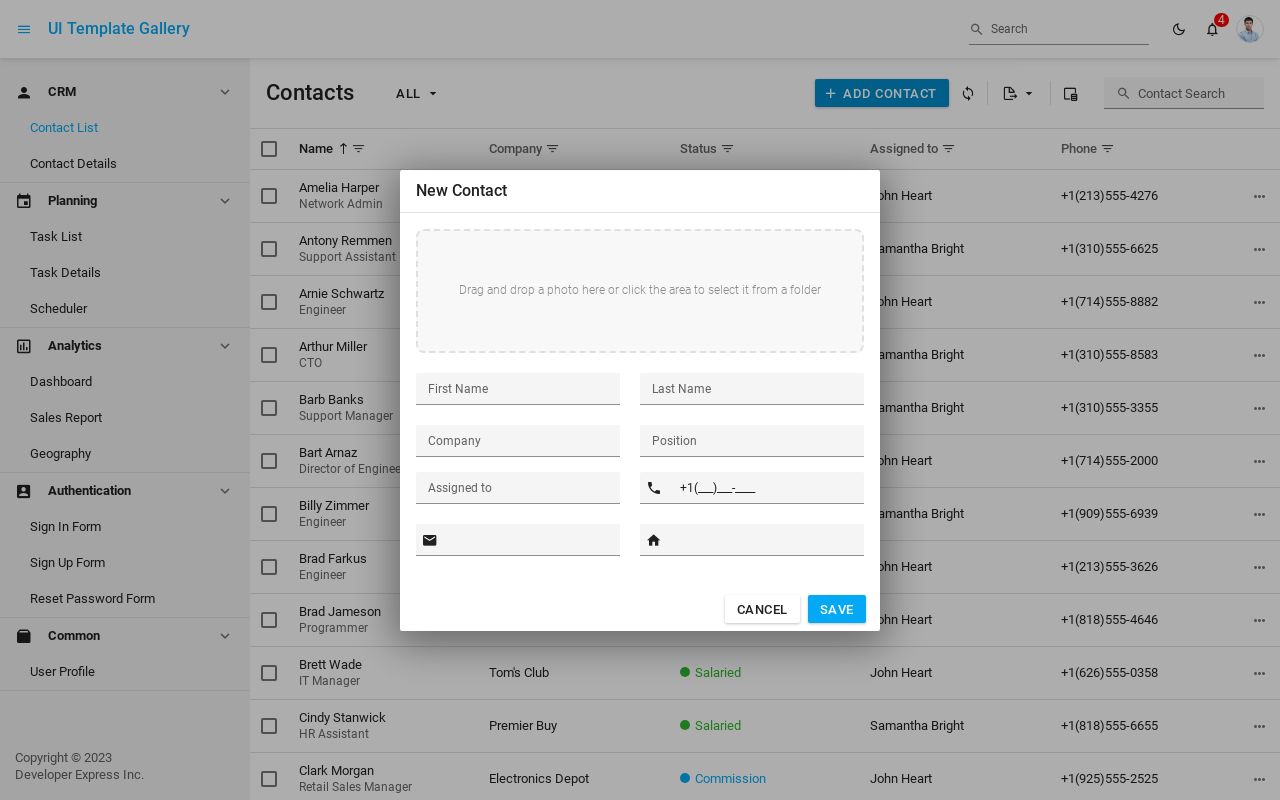 UI Template Gallery
Search
4
CRM
Contact List
Contact Details
Planning
Task List
Task Details
Scheduler
Analytics
Dashboard
Sales Report
Geography
Authentication
Sign In Form
Sign Up Form
Reset Password Form
Common
User Profile
Copyright © 2023
Developer Express Inc.
Contacts
ALL
ADD CONTACT
Contact Search
Name
Company
Status
Assigned to
Phone
Amelia Harper
Network Admin
John Heart
+1(213)555-4276
Antony Remmen
Support Assistant
Samantha Bright
+1(310)555-6625
Arnie Schwartz
Engineer
John Heart
+1(714)555-8882
Arthur Miller
CTO
Samantha Bright
+1(310)555-8583
Barb Banks
Support Manager
Samantha Bright
+1(310)555-3355
Bart Arnaz
Director of Enginee
John Heart
+1(714)555-2000
Billy Zimmer
Engineer
Samantha Bright
+1(909)555-6939
Brad Farkus
Engineer
John Heart
+1(213)555-3626
Brad Jameson
Programmer
John Heart
+1(818)555-4646
Brett Wade
IT Manager
Tom's Club
Salaried
John Heart
+1(626)555-0358
Cindy Stanwick
HR Assistant
Premier Buy
Salaried
Samantha Bright
+1(818)555-6655
Clark Morgan
Retail Sales Manager
Electronics Depot
Commission
John Heart
+1(925)555-2525
New Contact
Drag and drop a photo here or click the area to select it from a folder
First Name
Last Name
Company
Position
Assigned to
+1(___)___-____
CANCEL
SAVE